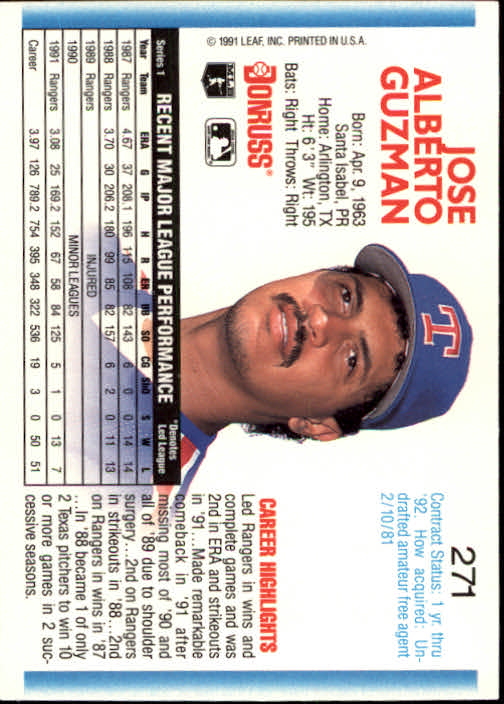 271
JOSE
ALBERTO
GUZMAN
Born: Apr. 9, 1963
Santa Isabel, PR
Home: Arlington, TX
Ht: 6'3" Wt: 195
Bats: Right Throws: Right
DONRUSS®
© 1991 LEAF, INC. PRINTED IN U.S.A.
Contract Status: 1 yr. thru
'92. How acquired: Un-
drafted amateur free agent
2/10/81
CAREER HIGHLIGHTS
Led Rangers in wins and
complete games and was
2nd in ERA and strikeouts
in '91...Made remarkable
comeback in '91 after
missing most of '90 and
all of '89 due to shoulder
surgery...2nd on Rangers
in strikeouts in '88...2nd
on Rangers in wins in '87
...In '88 became 1 of only
2 Texas pitchers to win 10
or more games in 2 suc-
cessive seasons.
Series 1 RECENT MAJOR LEAGUE PERFORMANCE *Denotes
Led League
Year Team ERA G IP H R ER BB SO CG ShO S W L
1987 Rangers 4.67 37 208.1 196 115 108 82 143 6 0 0 14 14
1988 Rangers 3.70 30 206.2 180 99 85 82 157 6 2 0 11 13
1989 Rangers INJURED
1990 MINOR LEAGUES
1991 Rangers 3.08 25 169.2 152 67 58 84 125 5 1 0 13 7
Career 3.97 126 789.2 754 395 348 322 536 19 3 0 50 51